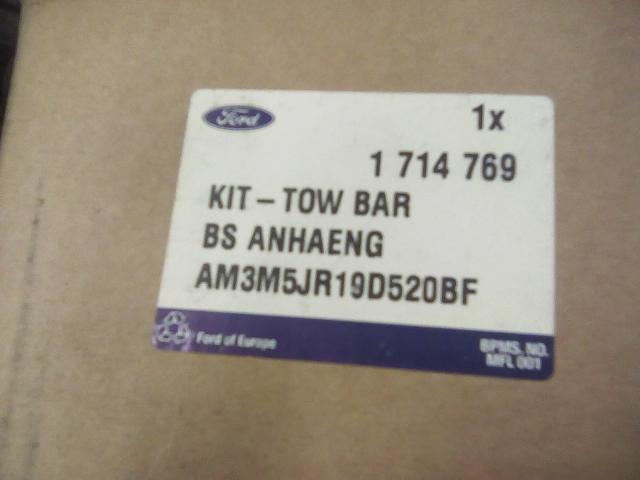 Ford
1x
1 714 769
KIT - TOW BAR
BS ANHAENG
AM3M5JR19D520BF
Ford of Europe
BPMS. NO.
MFL 001